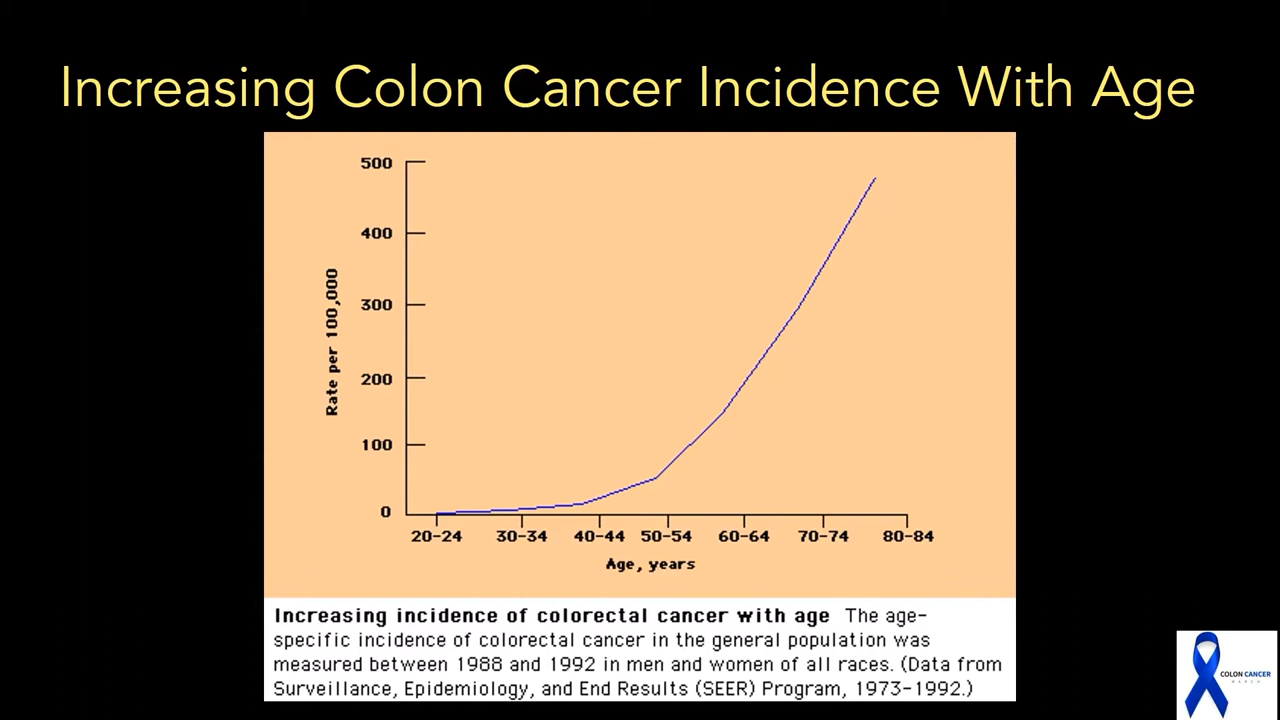 Increasing Colon Cancer Incidence With Age
500
400
300
200
100
0
Rate per 100,000
20-24 30-34 40-44 50-54 60-64 70-74 80-84
Age, years
Increasing incidence of colorectal cancer with age The age-
specific incidence of colorectal cancer in the general population was
measured between 1988 and 1992 in men and women of all races. (Data from
Surveillance, Epidemiology, and End Results (SEER) Program, 1973-1992.)
COLON CANCER
MARCH